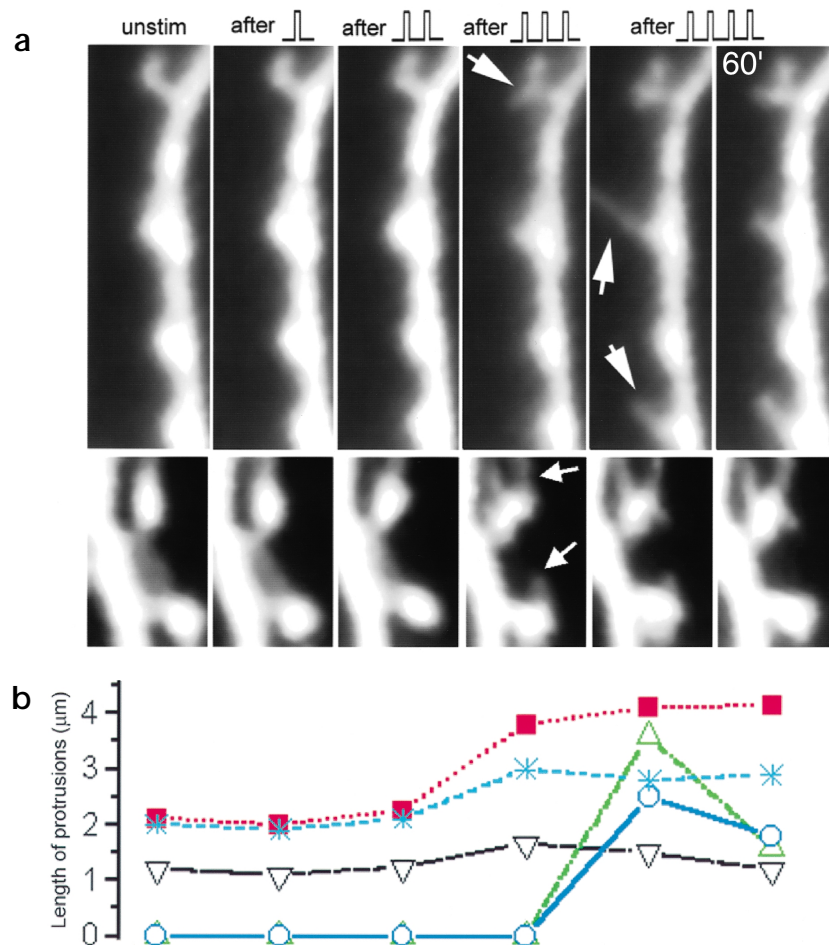 a
unstim
after
after
after
after
60'
b
Length of protrusions (μm)
4
3
2
1
0